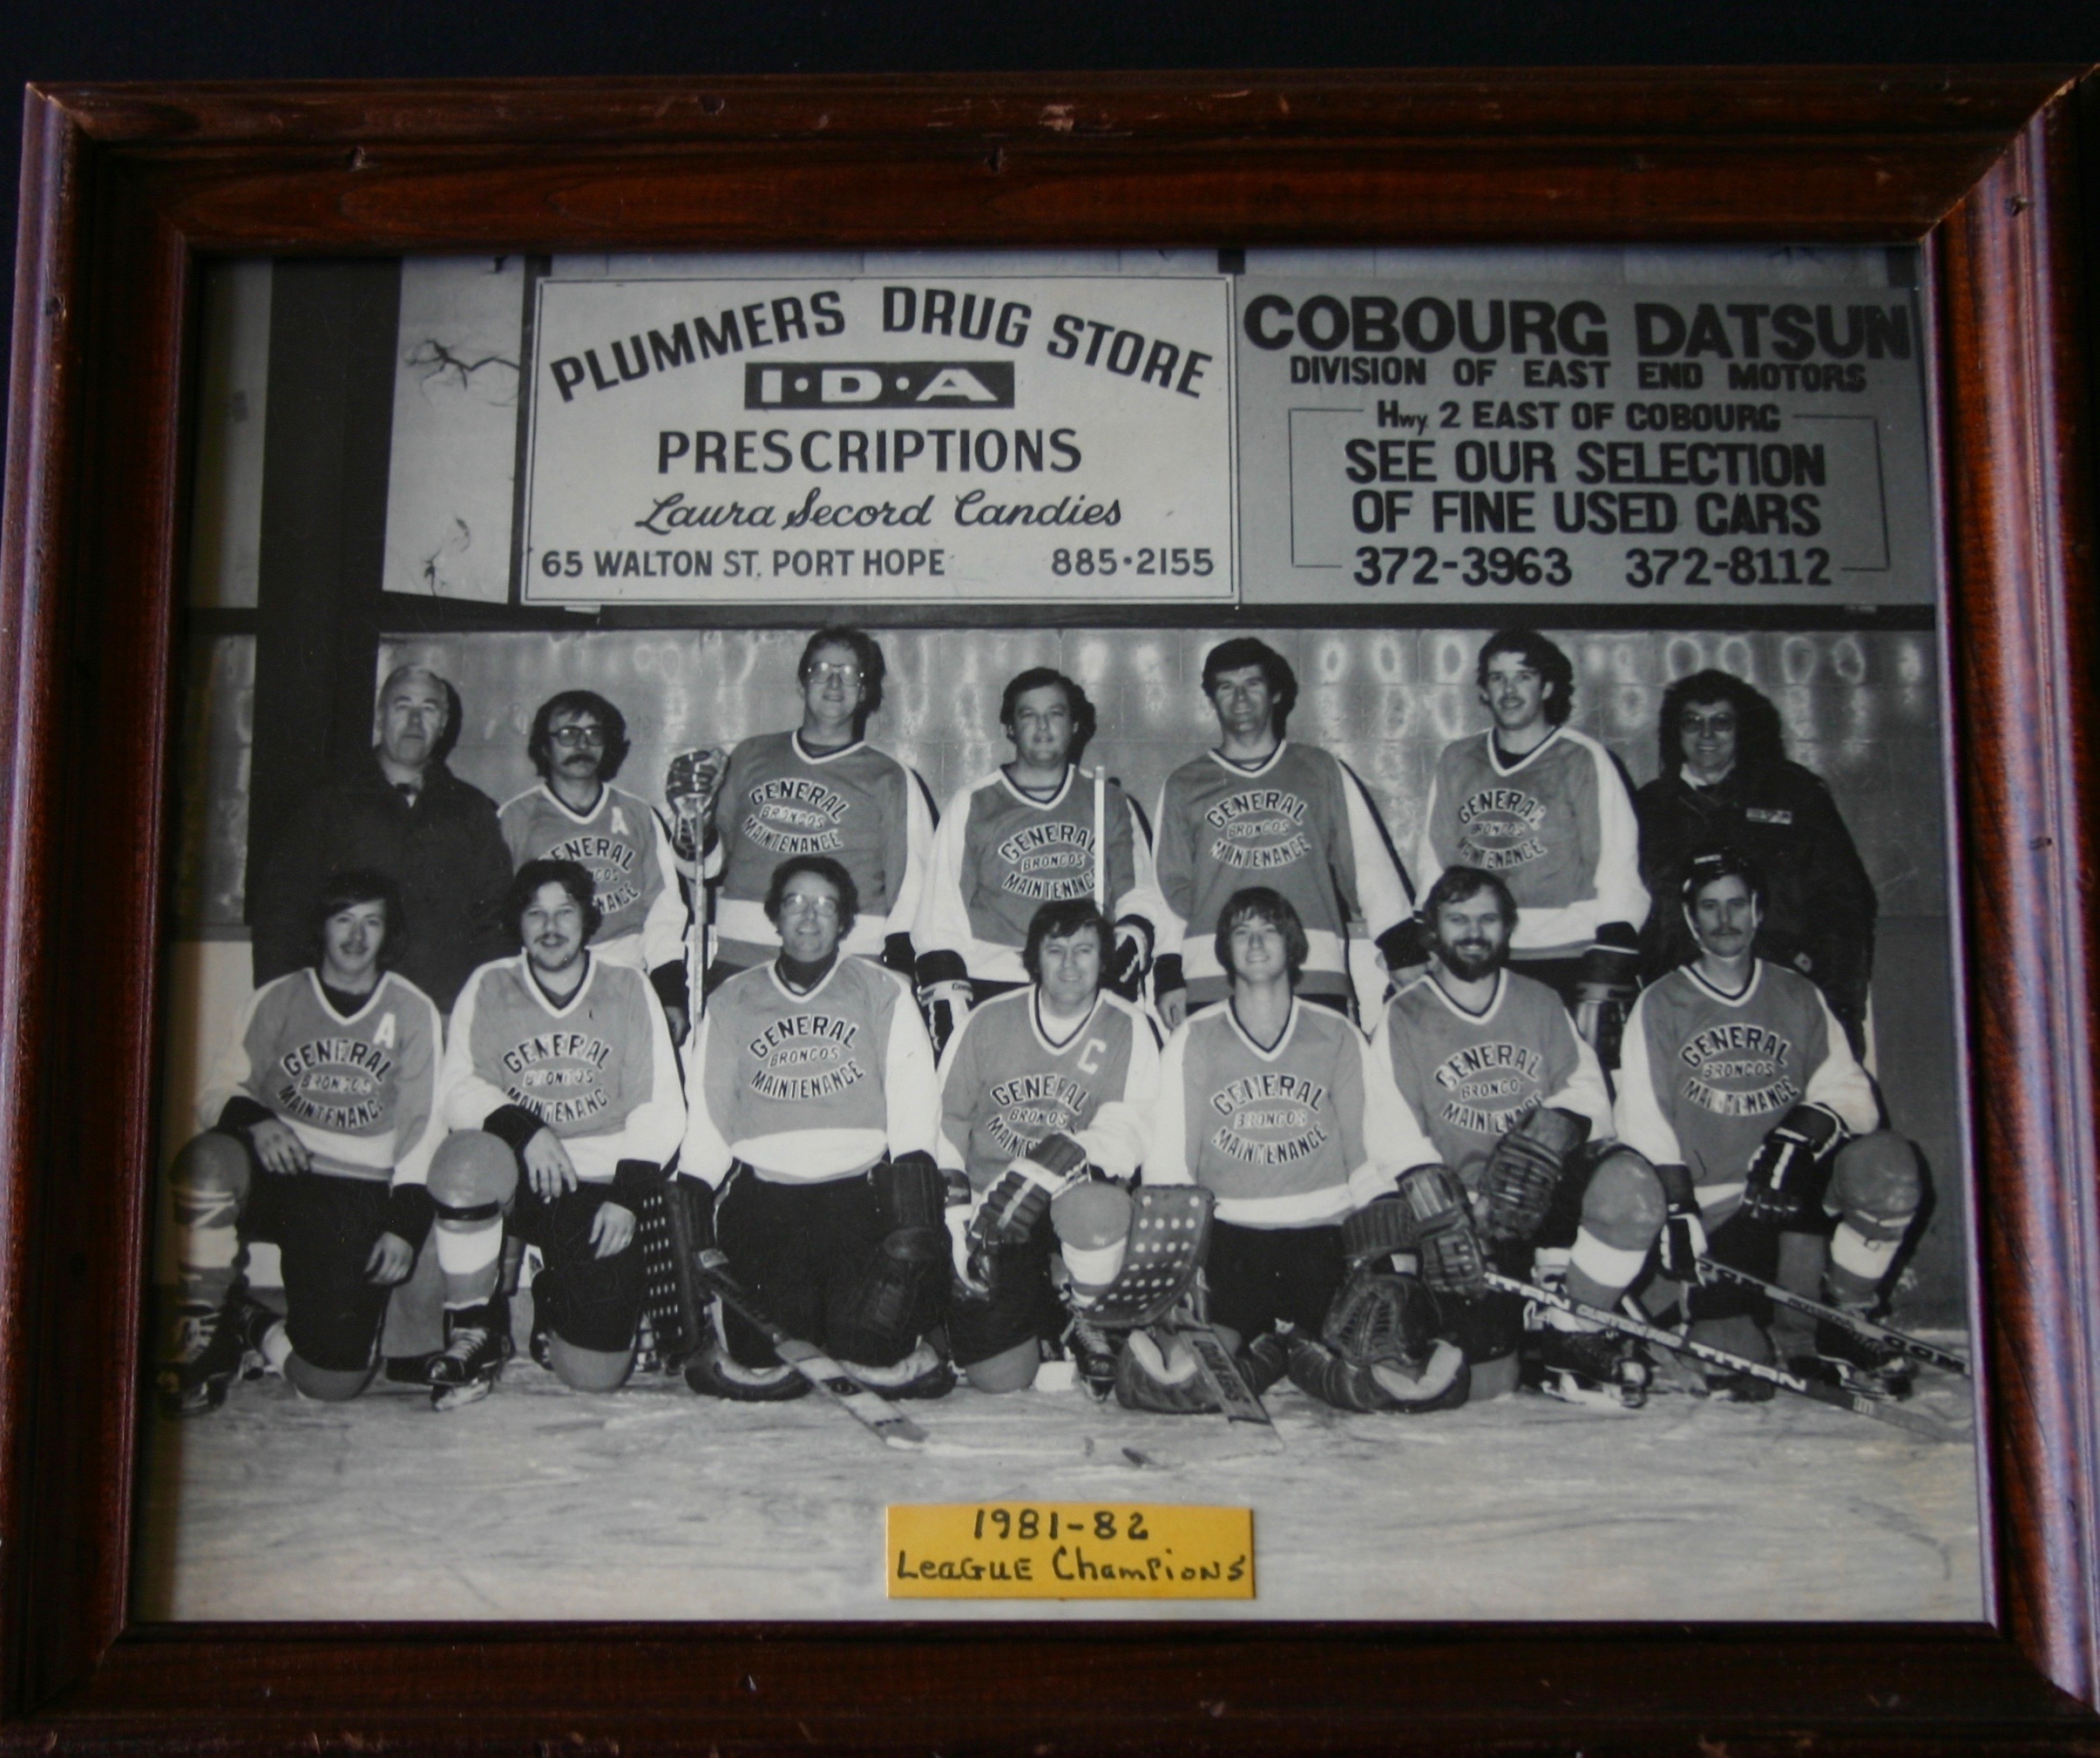 PLUMMERS DRUG STORE
I·D·A
PRESCRIPTIONS
Laura Secord Candies
65 WALTON ST. PORT HOPE 885·2155
COBOURG DATSUN
DIVISION OF EAST END MOTORS
Hwy 2 EAST OF COBOURG
SEE OUR SELECTION
OF FINE USED CARS
372-3963 372-8112
A
GENERAL
BRONCOS
MAINTENANCE
GENERAL
BRONCOS
MAINTENANCE
GENERAL
BRONCOS
MAINTENANCE
GENERAL
BRONCOS
MAINTENANCE
GENERAL
BRONCOS
MAINTENANCE
A
GENERAL
BRONCOS
MAINTENANCE
GENERAL
BRONCOS
MAINTENANCE
GENERAL
BRONCOS
MAINTENANCE
C
GENERAL
BRONCOS
GENERAL
BRONCOS
MAINTENANCE
GENERAL
BRONCOS
GENERAL
BRONCOS
MAINTENANCE
TITAN
1981-82
LEAGUE CHAMPIONS